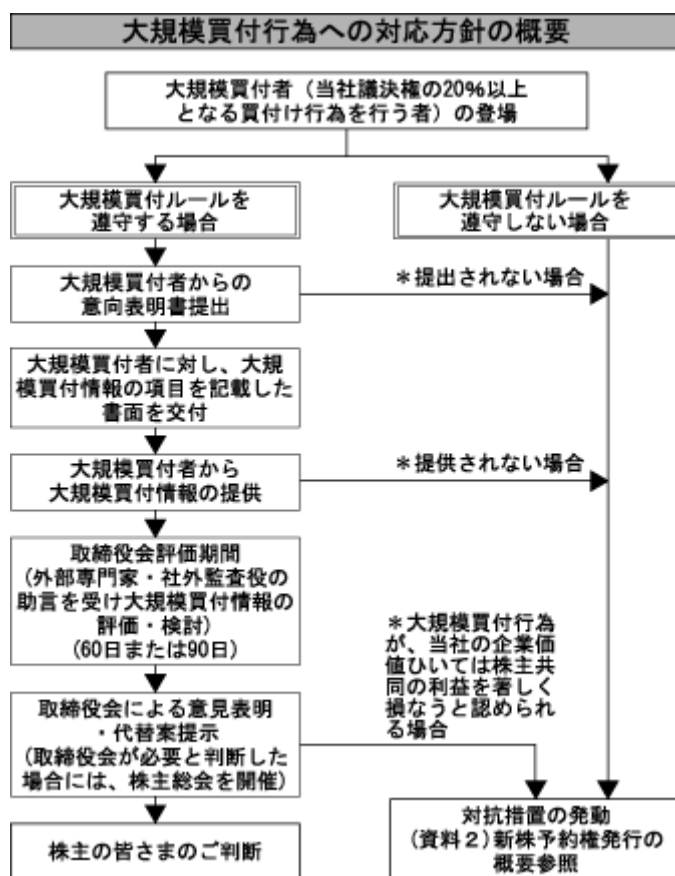 大規模買付行為への対応方針の概要
大規模買付者（当社議決権の20%以上
となる買付け行為を行う者）の登場
大規模買付ルールを
遵守する場合
大規模買付ルールを
遵守しない場合
大規模買付者からの
意向表明書提出
＊提出されない場合
大規模買付者に対し、大規
模買付情報の項目を記載した
書面を交付
大規模買付者から
大規模買付情報の提供
＊提供されない場合
取締役会評価期間
(外部専門家・社外監査役の
助言を受け大規模買付情報の
評価・検討)
(60日または90日)
＊大規模買付行為
が、当社の企業価
値ひいては株主共
同の利益を著しく
損なうと認められ
る場合
取締役会による意見表明
・代替案提示
(取締役会が必要と判断した
場合には、株主総会を開催)
株主の皆さまのご判断
対抗措置の発動
(資料２)新株予約権発行の
概要参照